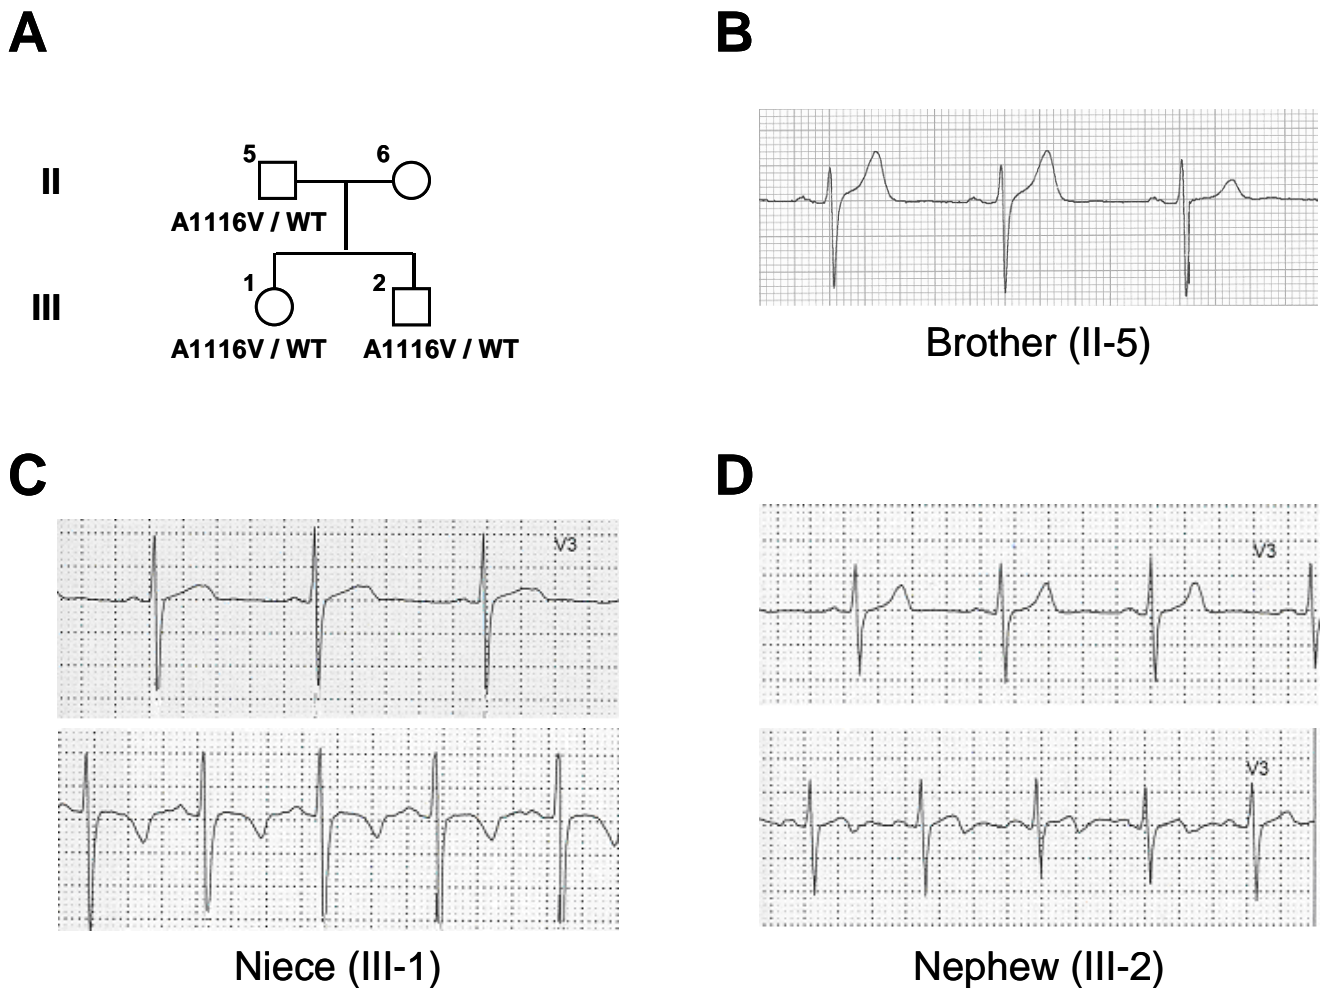 A
B
5
6
II
A1116V / WT
1
2
III
A1116V / WT
A1116V / WT
Brother (II-5)
C
D
V3
V3
V3
Niece (III-1)
Nephew (III-2)